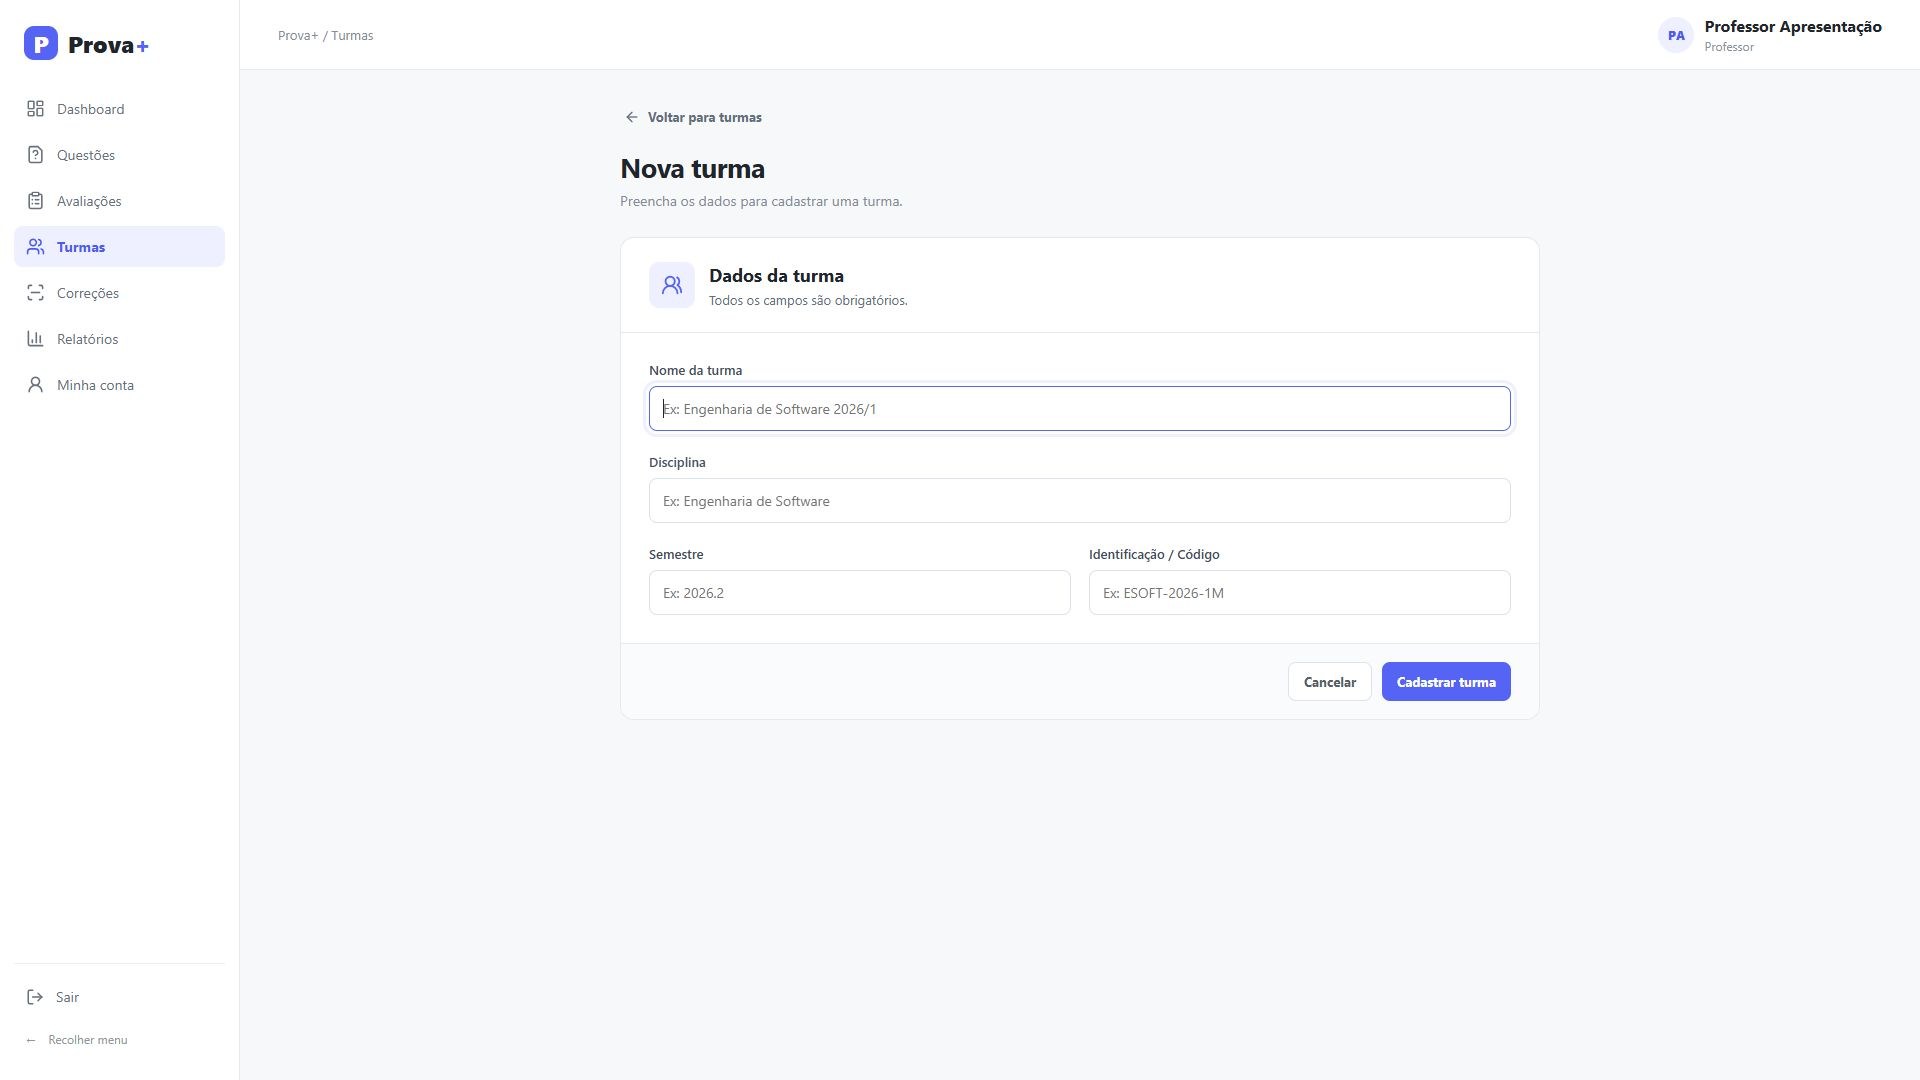 P Prova+
Dashboard
Questões
Avaliações
Turmas
Correções
Relatórios
Minha conta
Sair
← Recolher menu
Prova+ / Turmas
PA
Professor Apresentação
Professor
← Voltar para turmas
Nova turma
Preencha os dados para cadastrar uma turma.
Dados da turma
Todos os campos são obrigatórios.
Nome da turma
Ex: Engenharia de Software 2026/1
Disciplina
Ex: Engenharia de Software
Semestre
Ex: 2026.2
Identificação / Código
Ex: ESOFT-2026-1M
Cancelar
Cadastrar turma